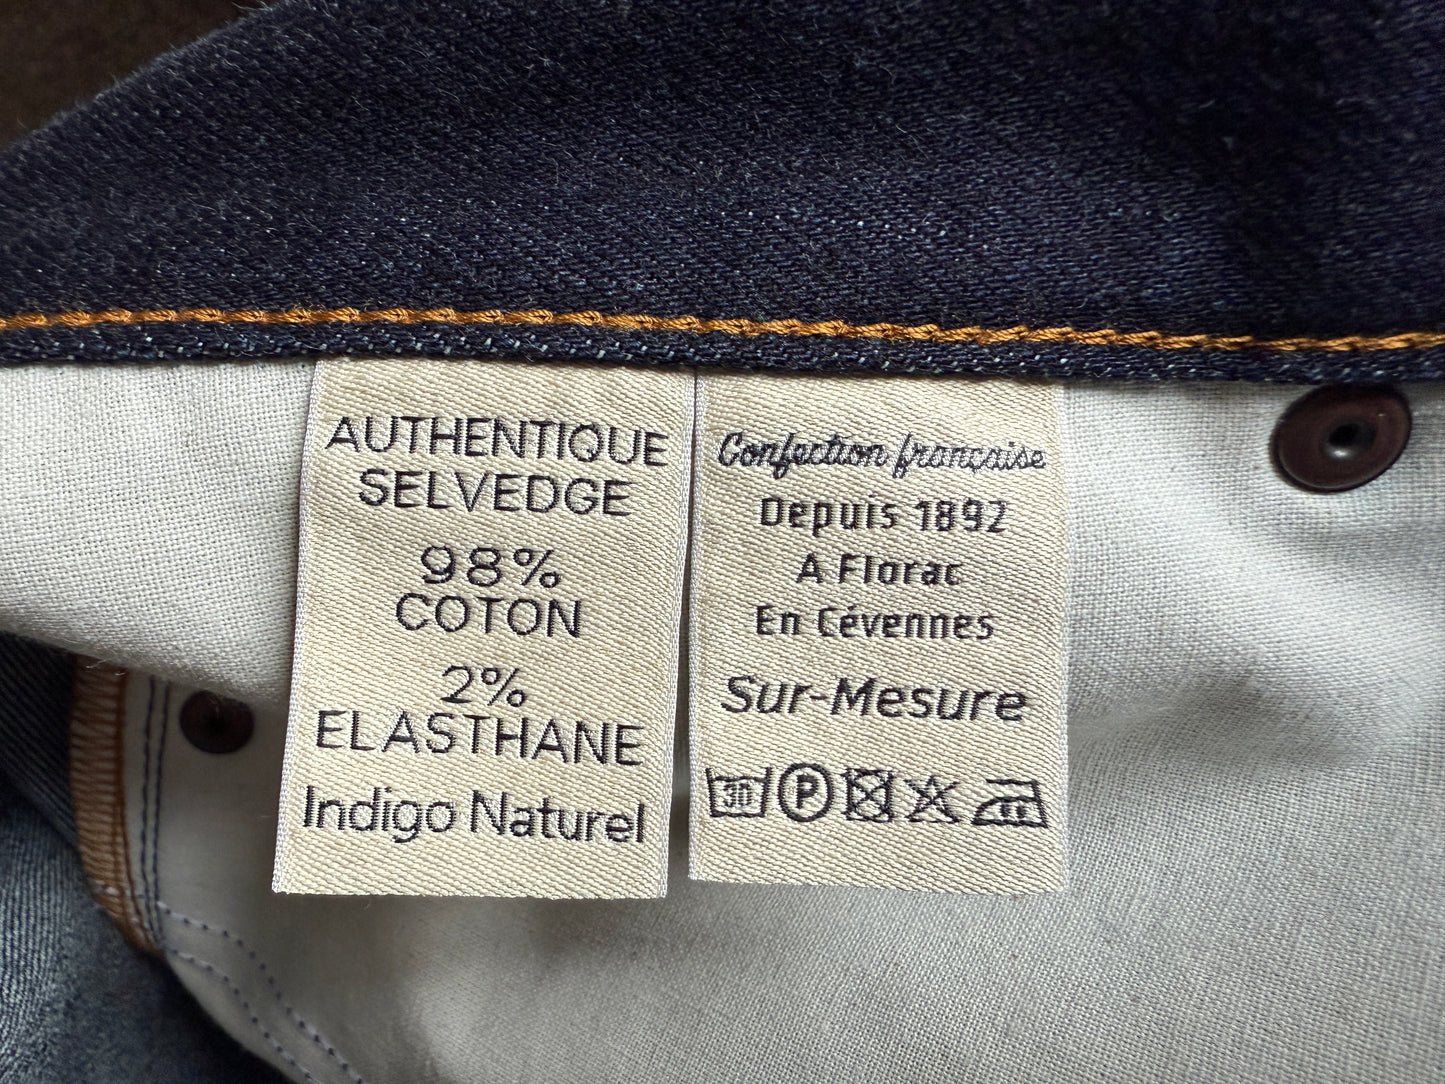 AUTHENTIQUE
SELVEDGE
98%
COTON
2%
ELASTHANE
Indigo Naturel
Confection française
Depuis 1892
A Florac
En Cévennes
Sur-Mesure
30 P